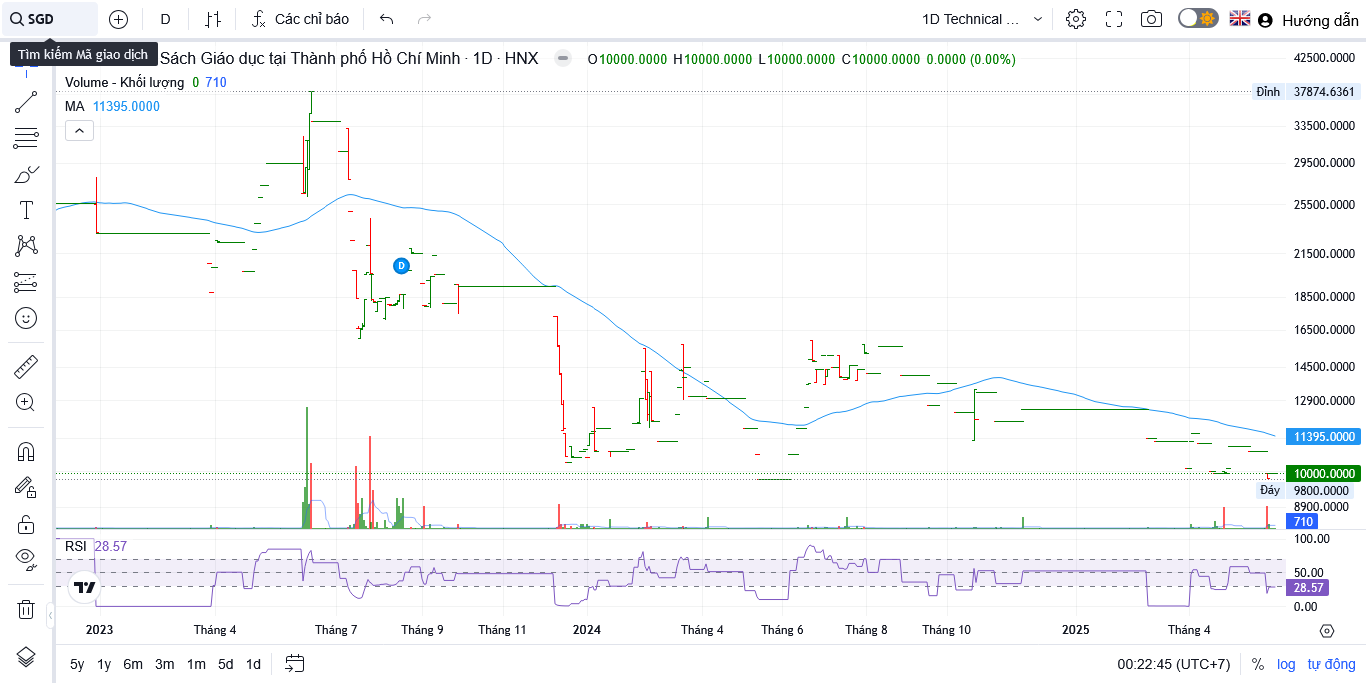 SGD
D
Các chỉ báo
1D Technical ...
Hướng dẫn
Tìm kiếm Mã giao dịch
Sách Giáo dục tại Thành phố Hồ Chí Minh · 1D · HNX
O10000.0000 H10000.0000 L10000.0000 C10000.0000 0.0000 (0.00%)
Volume - Khối lượng 0 710
MA 11395.0000
42500.0000
Đỉnh 37874.6361
33500.0000
29500.0000
25500.0000
21500.0000
D
18500.0000
16500.0000
14500.0000
12900.0000
11395.0000
10000.0000
Đáy 9800.0000
8900.0000
710
RSI 28.57
100.00
50.00
28.57
0.00
2023 Tháng 4 Tháng 7 Tháng 9 Tháng 11 2024 Tháng 4 Tháng 6 Tháng 8 Tháng 10 2025 Tháng 4
5y 1y 6m 3m 1m 5d 1d
00:22:45 (UTC+7) % log tự động